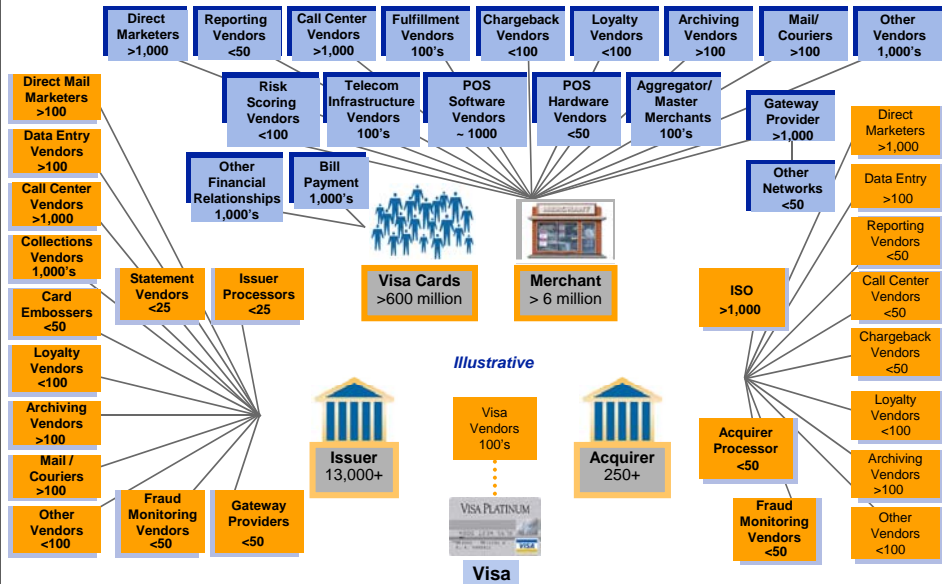 Direct
Marketers
>1,000
Reporting
Vendors
<50
Call Center
Vendors
>1,000
Fulfillment
Vendors
100's
Chargeback
Vendors
<100
Loyalty
Vendors
<100
Archiving
Vendors
>100
Mail/
Couriers
>100
Other
Vendors
1,000's
Risk
Scoring
Vendors
<100
Telecom
Infrastructure
Vendors
100's
POS
Software
Vendors
~ 1000
POS
Hardware
Vendors
<50
Aggregator/
Master
Merchants
100's
Gateway
Provider
>1,000
Other
Networks
<50
Other
Financial
Relationships
1,000's
Bill
Payment
1,000's
Direct Mail
Marketers
>100
Data Entry
Vendors
>100
Call Center
Vendors
>1,000
Collections
Vendors
1,000's
Card
Embossers
<50
Loyalty
Vendors
<100
Archiving
Vendors
>100
Mail /
Couriers
>100
Other
Vendors
<100
Statement
Vendors
<25
Issuer
Processors
<25
Fraud
Monitoring
Vendors
<50
Gateway
Providers
<50
MERCHANT
Visa Cards
>600 million
Merchant
> 6 million
Illustrative
Issuer
13,000+
Visa
Vendors
100's
Acquirer
250+
VISA PLATINUM
VISA
Visa
ISO
>1,000
Acquirer
Processor
<50
Fraud
Monitoring
Vendors
<50
Direct
Marketers
>1,000
Data Entry
>100
Reporting
Vendors
<50
Call Center
Vendors
<50
Chargeback
Vendors
<50
Loyalty
Vendors
<100
Archiving
Vendors
>100
Other
Vendors
<100